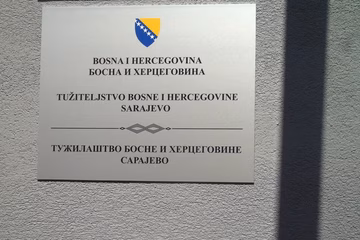 BOSNA I HERCEGOVINA
БОСНА И ХЕРЦЕГОВИНА
TUŽITELJSTVO BOSNE I HERCEGOVINE
SARAJEVO
ТУЖИЛАШТВО БОСНЕ И ХЕРЦЕГОВИНЕ
САРАЈЕВО